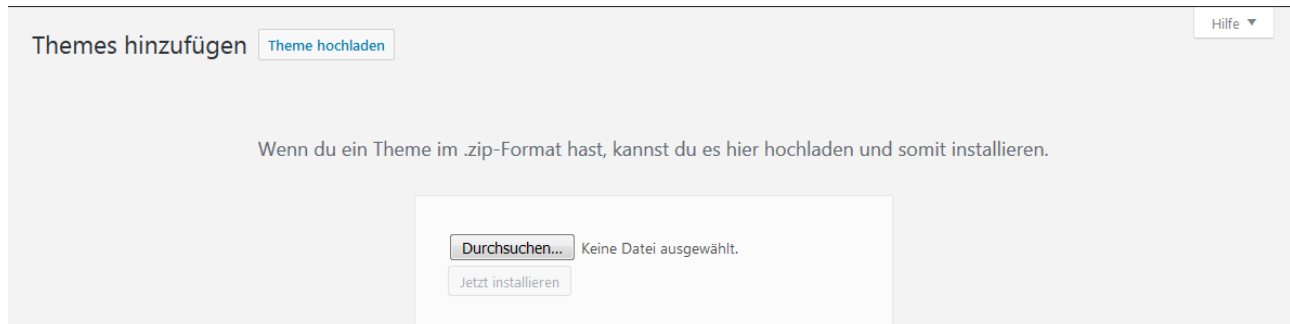 Hilfe ▼
Themes hinzufügen Theme hochladen
Wenn du ein Theme im .zip-Format hast, kannst du es hier hochladen und somit installieren.
Durchsuchen... Keine Datei ausgewählt.
Jetzt installieren